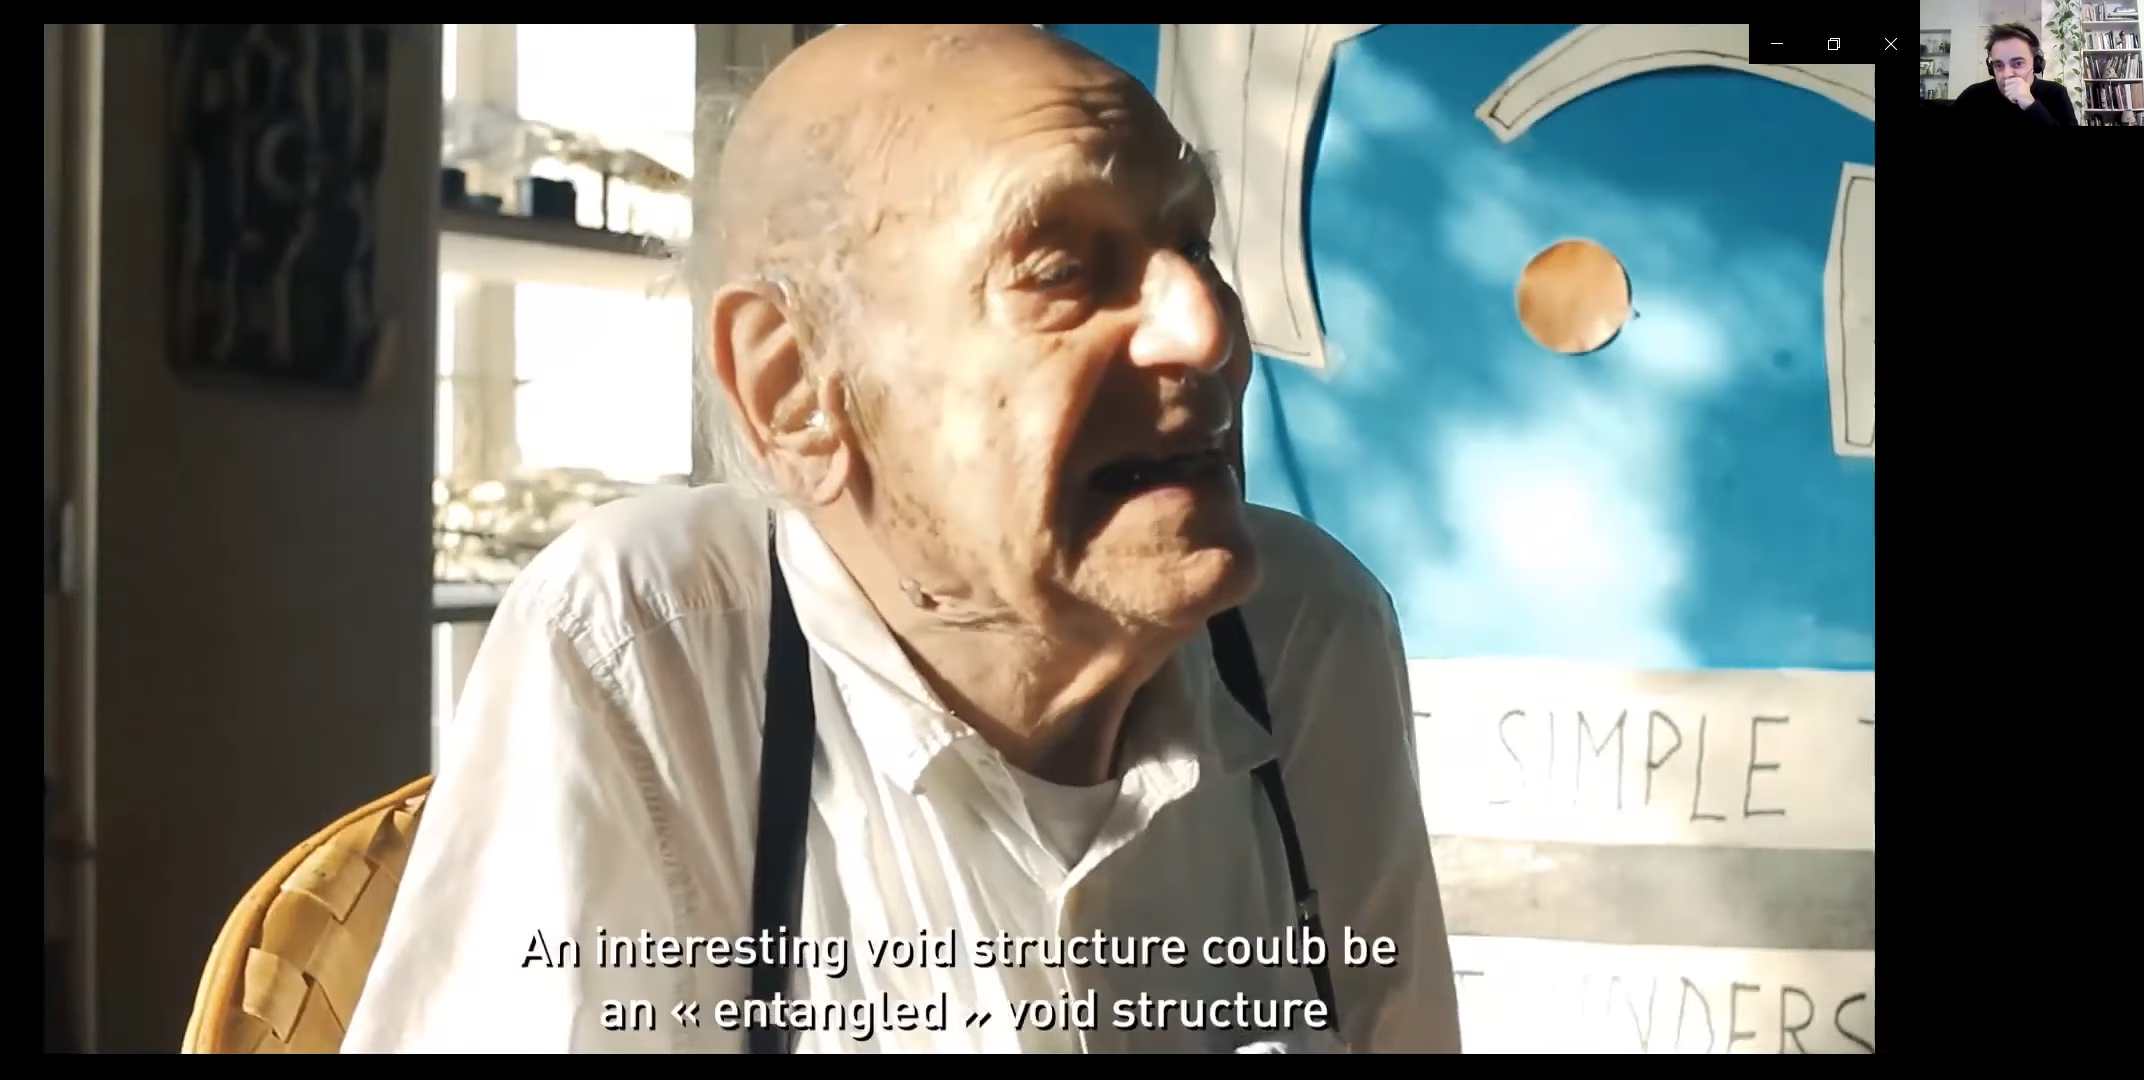 SIMPLE
An interesting void structure coulb be
an « entangled » void structure